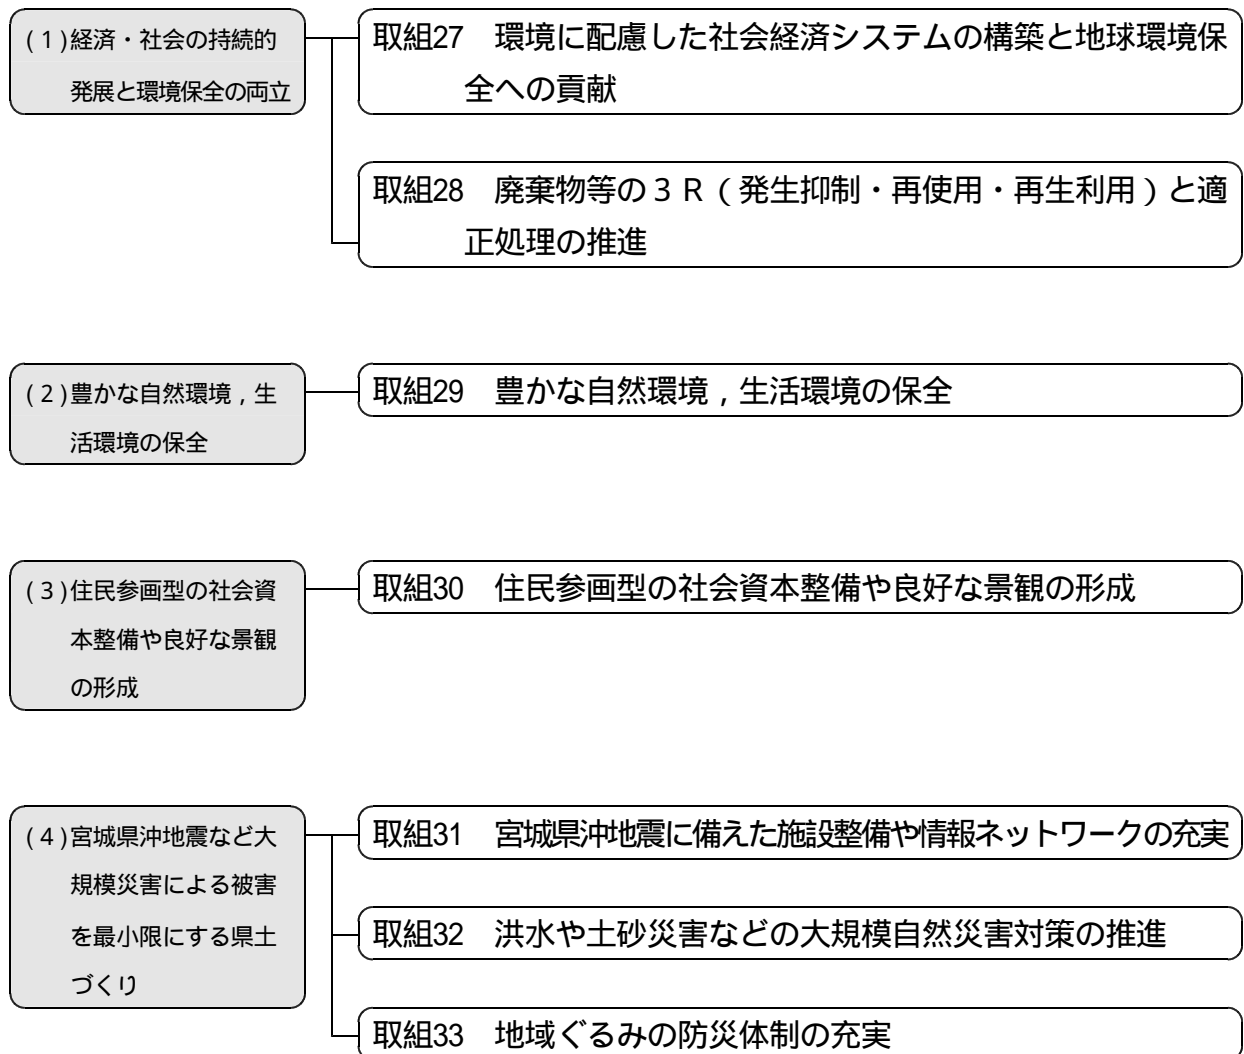 (１)経済・社会の持続的
発展と環境保全の両立
取組27　環境に配慮した社会経済システムの構築と地球環境保
全への貢献
取組28　廃棄物等の３Ｒ（発生抑制・再使用・再生利用）と適
正処理の推進
(２)豊かな自然環境，生
活環境の保全
取組29　豊かな自然環境，生活環境の保全
(３)住民参画型の社会資
本整備や良好な景観
の形成
取組30　住民参画型の社会資本整備や良好な景観の形成
(４)宮城県沖地震など大
規模災害による被害
を最小限にする県土
づくり
取組31　宮城県沖地震に備えた施設整備や情報ネットワークの充実
取組32　洪水や土砂災害などの大規模自然災害対策の推進
取組33　地域ぐるみの防災体制の充実